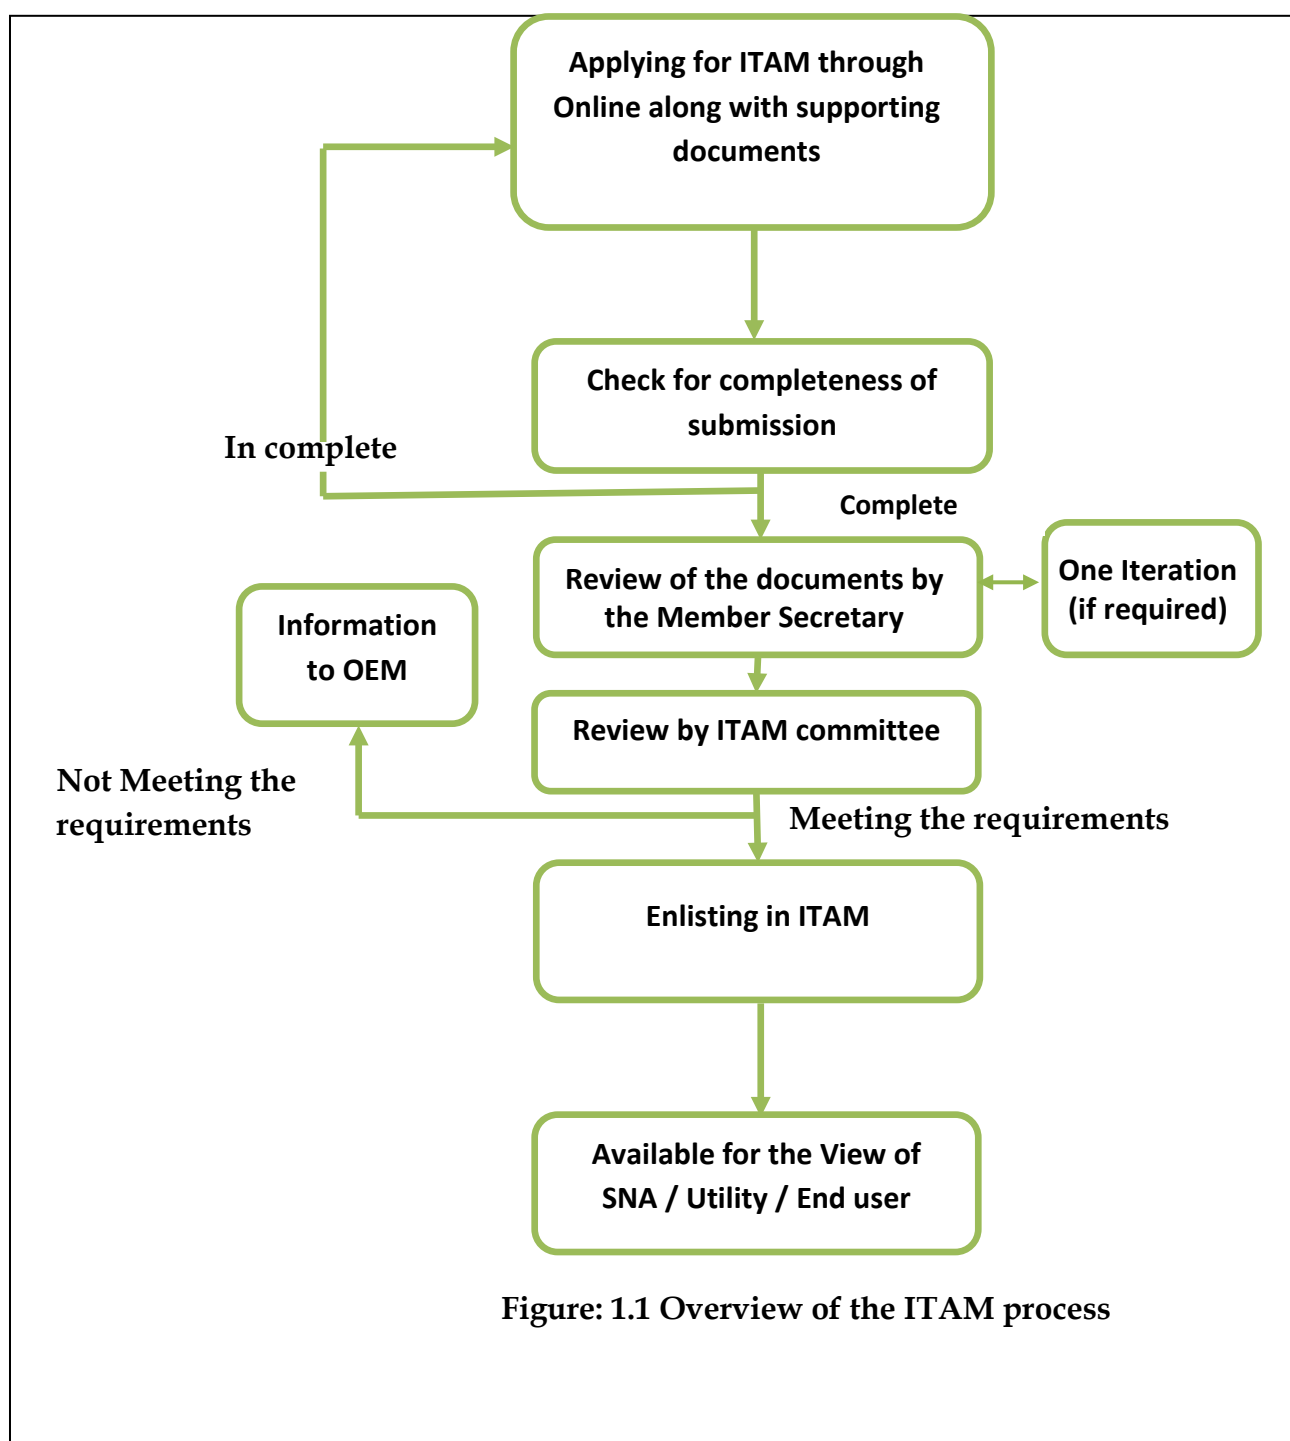 Applying for ITAM through
Online along with supporting
documents
Check for completeness of
submission
In complete
Complete
Review of the documents by
the Member Secretary
One Iteration
(if required)
Information
to OEM
Review by ITAM committee
Not Meeting the
requirements
Meeting the requirements
Enlisting in ITAM
Available for the View of
SNA / Utility / End user
Figure: 1.1 Overview of the ITAM process